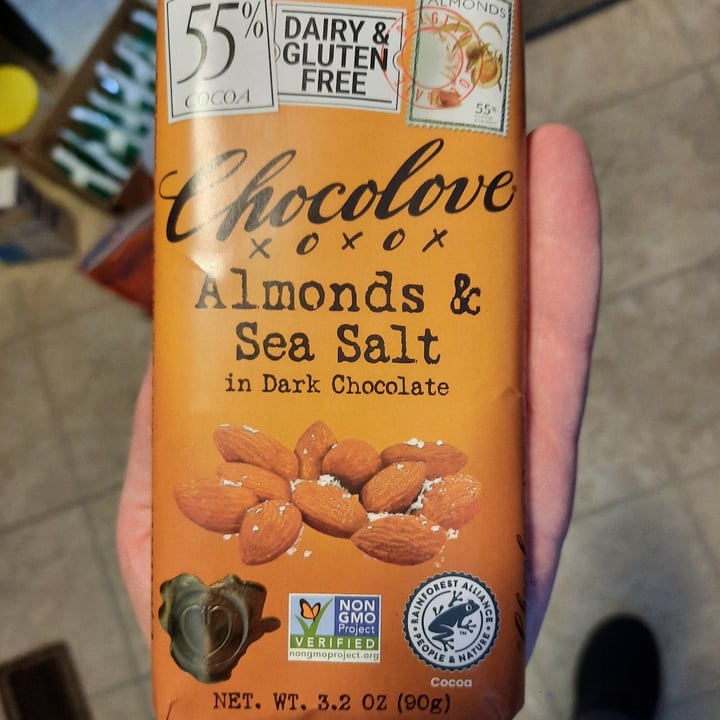 55%
COCOA
DAIRY &
GLUTEN
FREE
ALMONDS
55%
Chocolove
xoxox
Almonds &
Sea Salt
in Dark Chocolate
NON
GMO
Project
VERIFIED
nongmoproject.org
RAINFOREST ALLIANCE
PEOPLE & NATURE
TM
Cocoa
NET. WT. 3.2 OZ (90g)